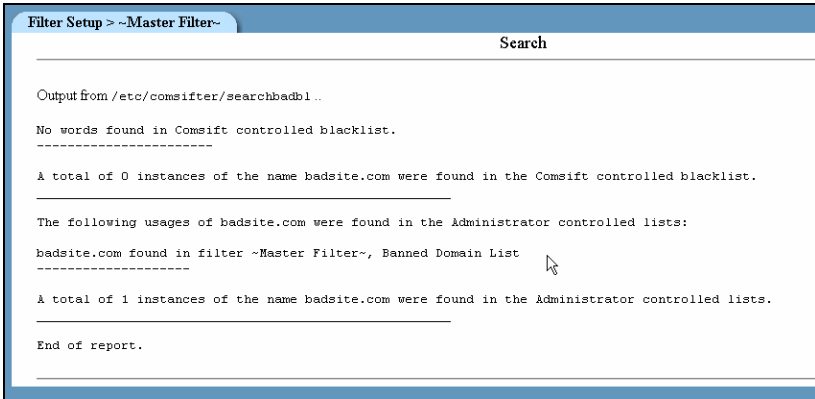 Filter Setup > ~Master Filter~
Search
Output from /etc/comsifter/searchbadbl ..
No words found in Comsift controlled blacklist.
-----------------------
A total of 0 instances of the name badsite.com were found in the Comsift controlled blacklist.
The following usages of badsite.com were found in the Administrator controlled lists:
badsite.com found in filter ~Master Filter~, Banned Domain List
--------------------
A total of 1 instances of the name badsite.com were found in the Administrator controlled lists.
End of report.